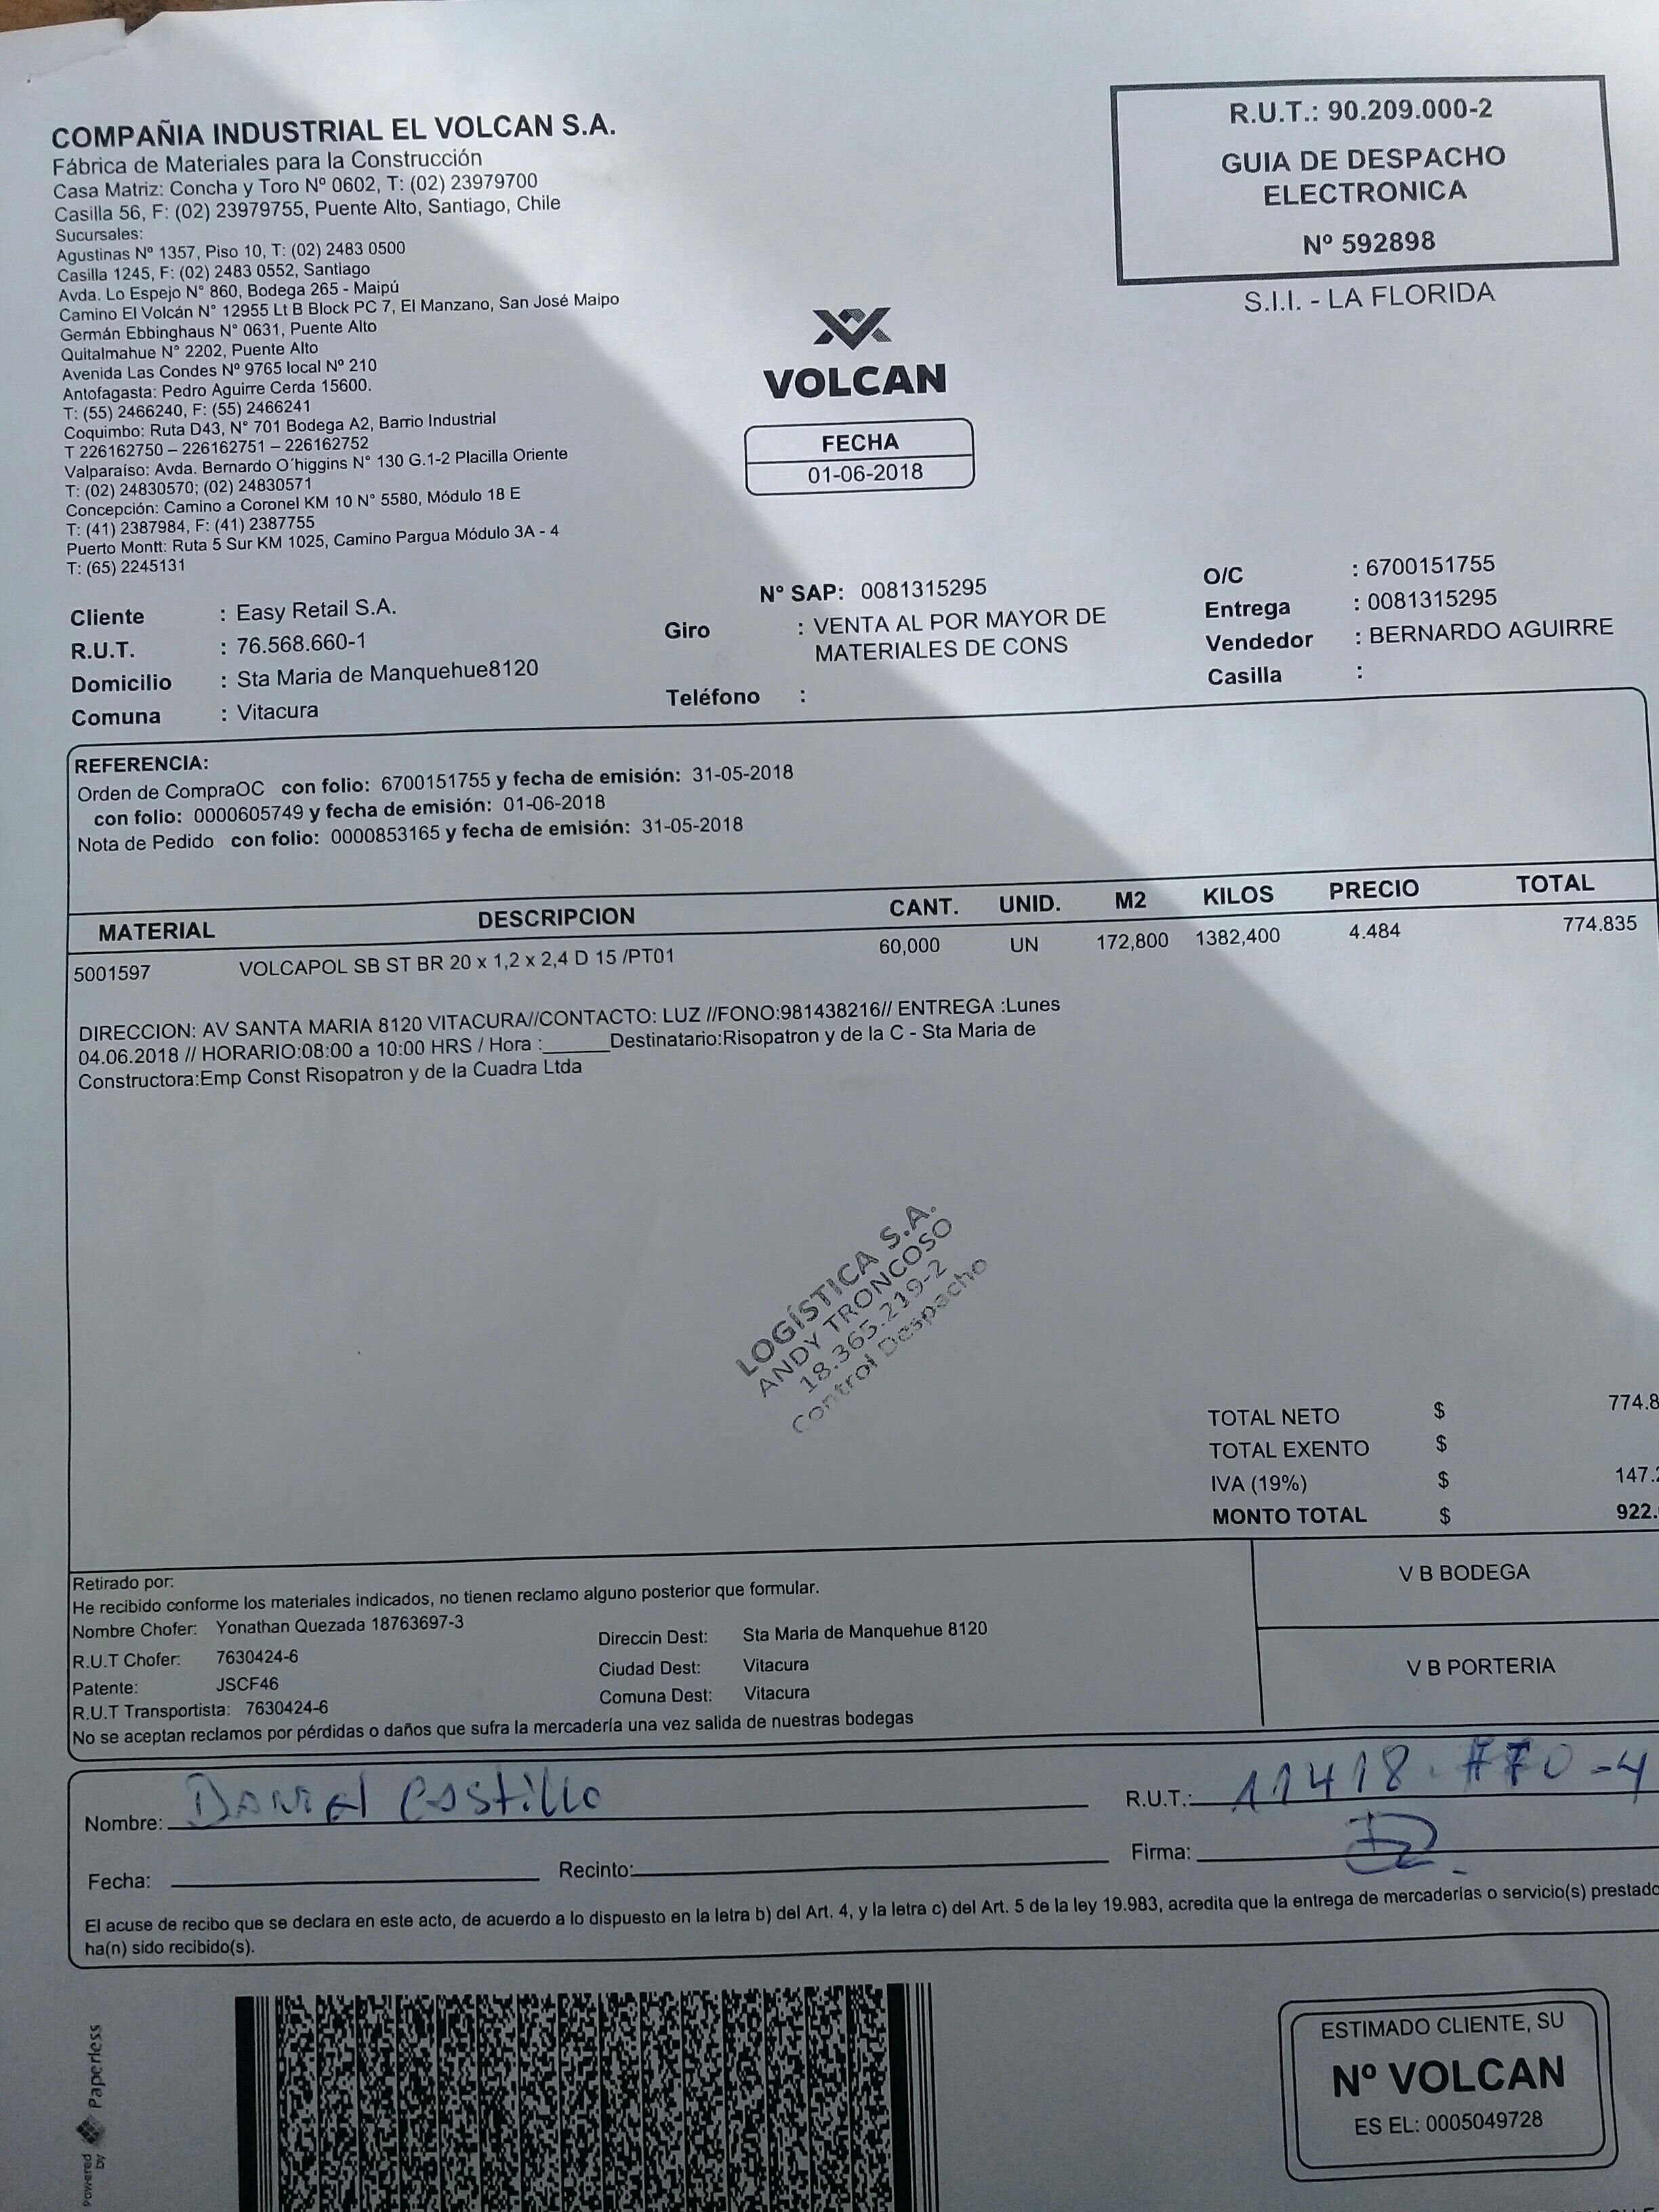 COMPAÑIA INDUSTRIAL EL VOLCAN S.A.
Fábrica de Materiales para la Construcción
Casa Matriz: Concha y Toro Nº 0602, T: (02) 23979700
Casilla 56, F: (02) 23979755, Puente Alto, Santiago, Chile
Sucursales:
Agustinas Nº 1357, Piso 10, T: (02) 2483 0500
Casilla 1245, F: (02) 2483 0552, Santiago
Avda. Lo Espejo N° 860, Bodega 265 - Maipú
Camino El Volcán N° 12955 Lt B Block PC 7, El Manzano, San José Maipo
Germán Ebbinghaus N° 0631, Puente Alto
Quitalmahue N° 2202, Puente Alto
Avenida Las Condes Nº 9765 local Nº 210
Antofagasta: Pedro Aguirre Cerda 15600.
T: (55) 2466240, F: (55) 2466241
Coquimbo: Ruta D43, N° 701 Bodega A2, Barrio Industrial
T 226162750 – 226162751 – 226162752
Valparaíso: Avda. Bernardo O´higgins N° 130 G.1-2 Placilla Oriente
T: (02) 24830570; (02) 24830571
Concepción: Camino a Coronel KM 10 N° 5580, Módulo 18 E
T: (41) 2387984, F: (41) 2387755
Puerto Montt: Ruta 5 Sur KM 1025, Camino Pargua Módulo 3A - 4
T: (65) 2245131
R.U.T.: 90.209.000-2
GUIA DE DESPACHO
ELECTRONICA
Nº 592898
S.I.I. - LA FLORIDA
VOLCAN
FECHA
01-06-2018
Cliente : Easy Retail S.A.
R.U.T. : 76.568.660-1
Domicilio : Sta Maria de Manquehue8120
Comuna : Vitacura
N° SAP: 0081315295
Giro : VENTA AL POR MAYOR DE
MATERIALES DE CONS
Teléfono :
O/C : 6700151755
Entrega : 0081315295
Vendedor : BERNARDO AGUIRRE
Casilla :
REFERENCIA:
Orden de CompraOC con folio: 6700151755 y fecha de emisión: 31-05-2018
con folio: 0000605749 y fecha de emisión: 01-06-2018
Nota de Pedido con folio: 0000853165 y fecha de emisión: 31-05-2018
MATERIAL DESCRIPCION CANT. UNID. M2 KILOS PRECIO TOTAL
5001597 VOLCAPOL SB ST BR 20 x 1,2 x 2,4 D 15 /PT01 60,000 UN 172,800 1382,400 4.484 774.835
DIRECCION: AV SANTA MARIA 8120 VITACURA//CONTACTO: LUZ //FONO:981438216// ENTREGA :Lunes
04.06.2018 // HORARIO:08:00 a 10:00 HRS / Hora :______Destinatario:Risopatron y de la C - Sta Maria de
Constructora:Emp Const Risopatron y de la Cuadra Ltda
LOGÍSTICA S.A.
ANDY TRONCOSO
18.365.219-2
Control Despacho
TOTAL NETO $ 774.8
TOTAL EXENTO $
IVA (19%) $ 147.2
MONTO TOTAL $ 922.
Retirado por:
He recibido conforme los materiales indicados, no tienen reclamo alguno posterior que formular.
Nombre Chofer: Yonathan Quezada 18763697-3
R.U.T Chofer: 7630424-6
Patente: JSCF46
R.U.T Transportista: 7630424-6
Direccin Dest: Sta Maria de Manquehue 8120
Ciudad Dest: Vitacura
Comuna Dest: Vitacura
No se aceptan reclamos por pérdidas o daños que sufra la mercadería una vez salida de nuestras bodegas
V B BODEGA
V B PORTERIA
Nombre: Daniel Castillo
R.U.T.: 11418.770-4
Fecha:
Recinto:
Firma:
El acuse de recibo que se declara en este acto, de acuerdo a lo dispuesto en la letra b) del Art. 4, y la letra c) del Art. 5 de la ley 19.983, acredita que la entrega de mercaderías o servicio(s) prestado
ha(n) sido recibido(s).
Powered by Paperless
ESTIMADO CLIENTE, SU
Nº VOLCAN
ES EL: 0005049728